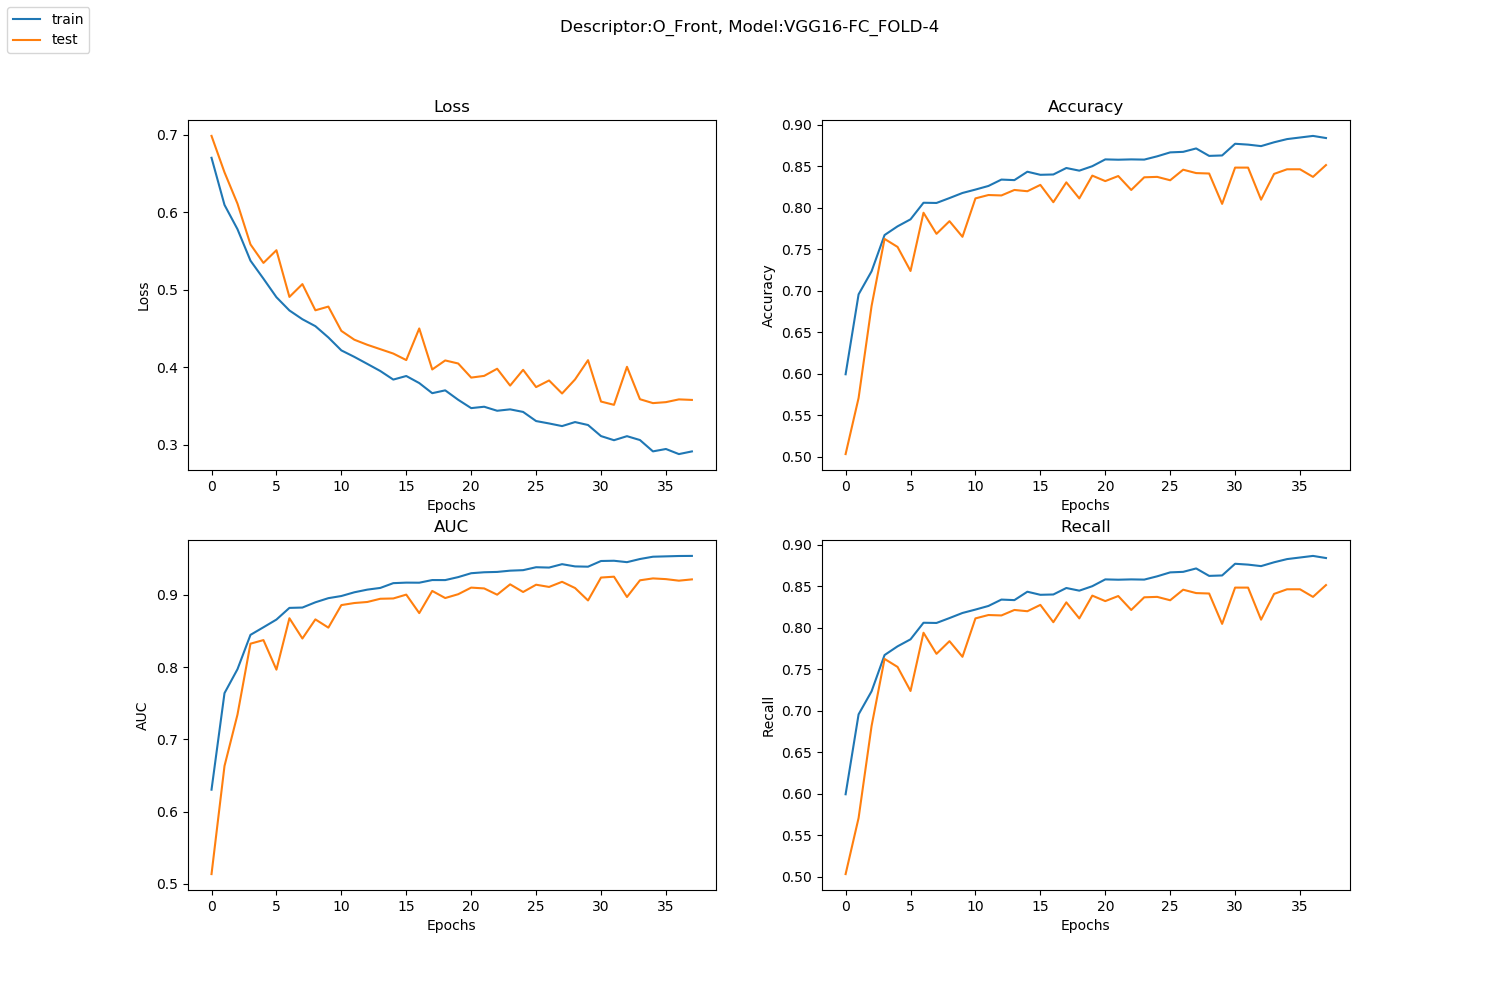 train
test
Descriptor:O_Front, Model:VGG16-FC_FOLD-4
Loss
0.7
0.6
0.5
0.4
0.3
Loss
0 5 10 15 20 25 30 35
Epochs
Accuracy
0.90
0.85
0.80
0.75
0.70
0.65
0.60
0.55
0.50
Accuracy
0 5 10 15 20 25 30 35
Epochs
AUC
0.9
0.8
0.7
0.6
0.5
AUC
0 5 10 15 20 25 30 35
Epochs
Recall
0.90
0.85
0.80
0.75
0.70
0.65
0.60
0.55
0.50
Recall
0 5 10 15 20 25 30 35
Epochs